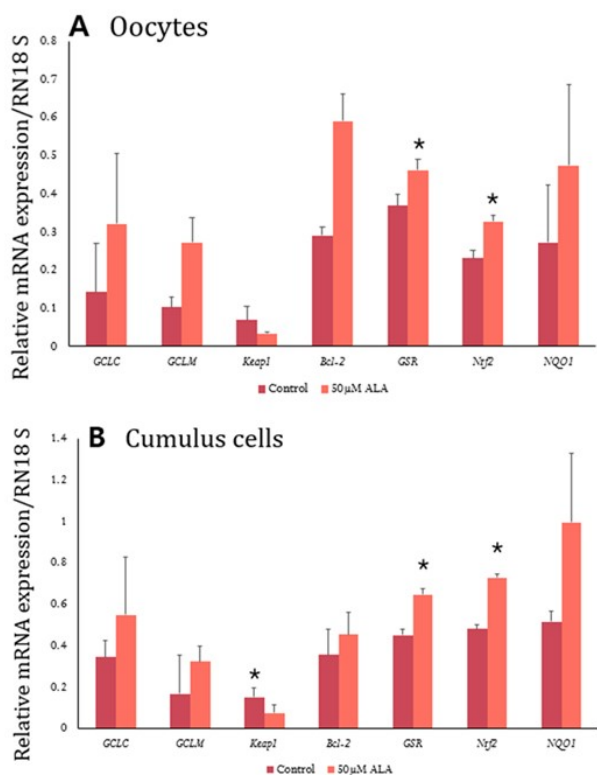 A Oocytes
Relative mRNA expression/RN18 S
0.8
0.7
0.6
0.5
0.4
0.3
0.2
0.1
0
*
*
GCLC GCLM Keap1 Bcl-2 GSR Nrf2 NQO1
Control 50µM ALA
B Cumulus cells
Relative mRNA expression/RN18 S
1.4
1.2
1
0.8
0.6
0.4
0.2
0
*
*
*
GCLC GCLM Keap1 Bcl-2 GSR Nrf2 NQO1
Control 50µM ALA